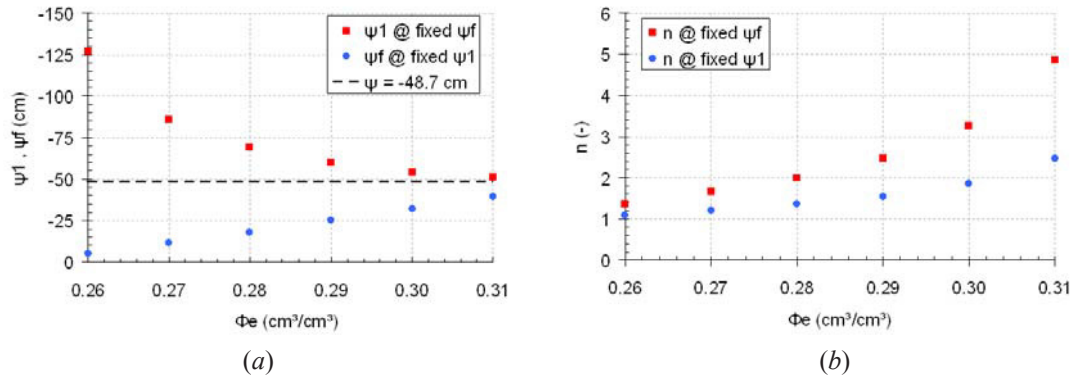 -150
-125
-100
-75
-50
-25
0
ψ1 , ψf (cm)
ψ1 @ fixed ψf
ψf @ fixed ψ1
ψ = -48.7 cm
0.26 0.27 0.28 0.29 0.30 0.31
Φe (cm³/cm³)
(a)
6
5
4
3
2
1
0
n (-)
n @ fixed ψf
n @ fixed ψ1
0.26 0.27 0.28 0.29 0.30 0.31
Φe (cm³/cm³)
(b)